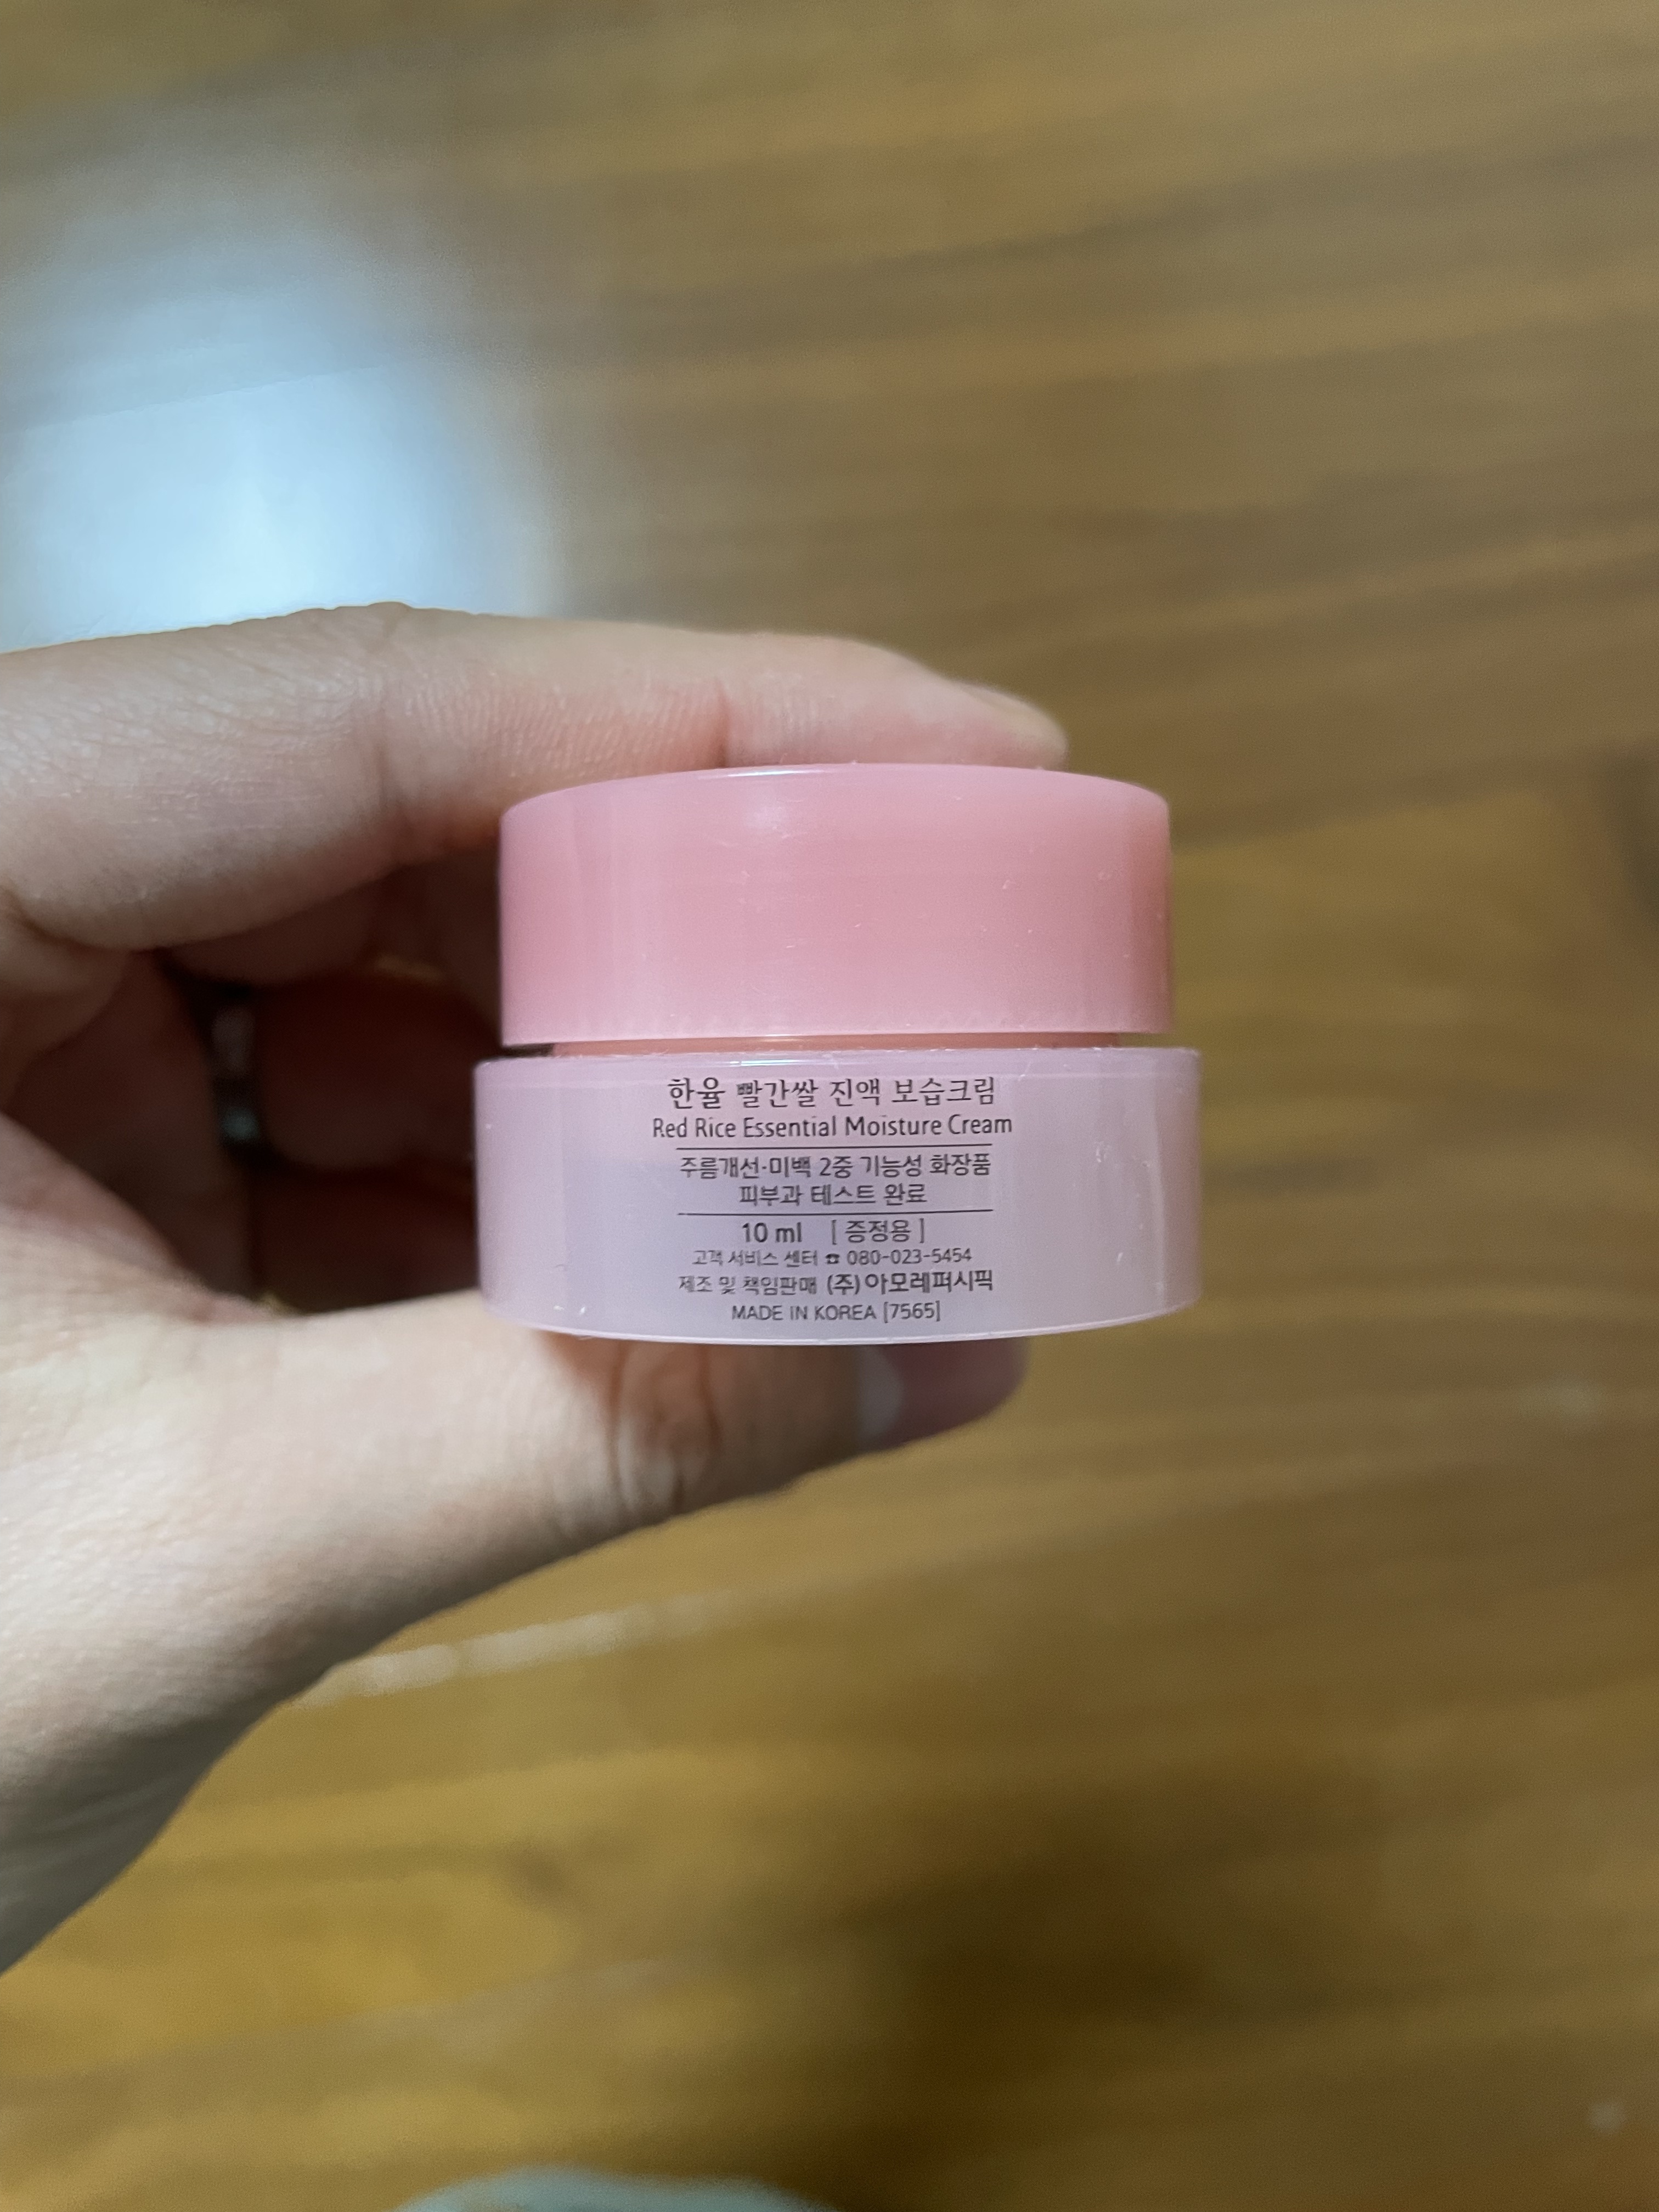 한율 빨간쌀 진액 보습크림
Red Rice Essential Moisture Cream
주름개선·미백 2중 기능성 화장품
피부과 테스트 완료
10 ml [ 증정용 ]
고객 서비스 센터 ☎ 080-023-5454
제조 및 책임판매 (주)아모레퍼시픽
MADE IN KOREA [7565]